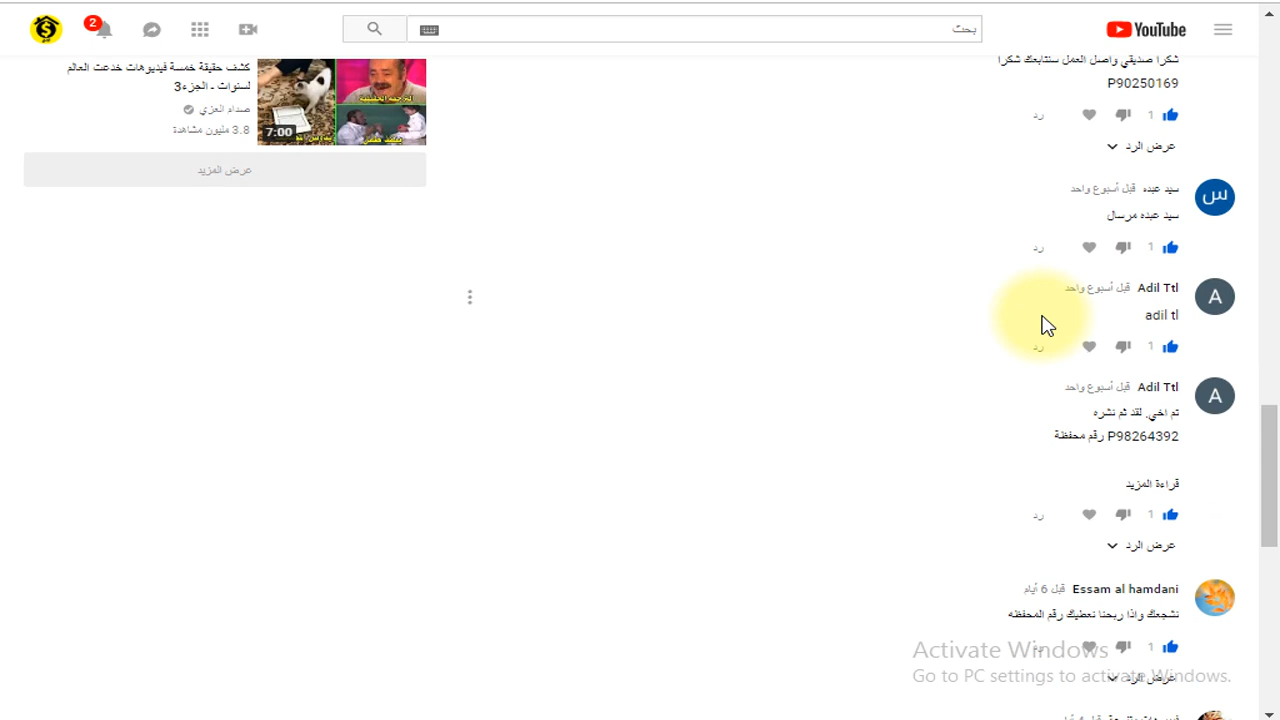 2
بحث
YouTube
شكرا صديقي واصل العمل سنتابعك شكرا
P90250169
1 رد
عرض الرد
سيد عبده قبل أسبوع واحد
سيد عبده مرسال
1 رد
Adil Ttl قبل أسبوع واحد
adil tl
1 رد
Adil Ttl قبل أسبوع واحد
تم اخي. لقد ثم نشره
P98264392 رقم محفظة
قراءة المزيد
1 رد
عرض الرد
Essam al hamdani قبل 6 أيام
نشجعك واذا ربحنا نعطيك رقم المحفظه
1 رد
عرض الرد
كشف حقيقة خمسة فيديوهات خدعت العالم
لسنوات - الجزء3
صدام العزي
3.8 مليون مشاهدة
7:00
عرض المزيد
س
A
A
Activate Windows
Go to PC settings to activate Windows.